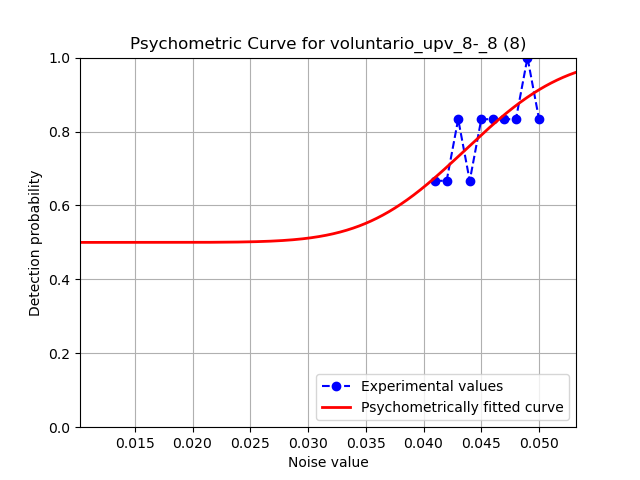 Psychometric Curve for voluntario_upv_8-_8 (8)
1.0
0.8
0.6
0.4
0.2
0.0
Detection probability
Experimental values
Psychometrically fitted curve
0.015 0.020 0.025 0.030 0.035 0.040 0.045 0.050
Noise value